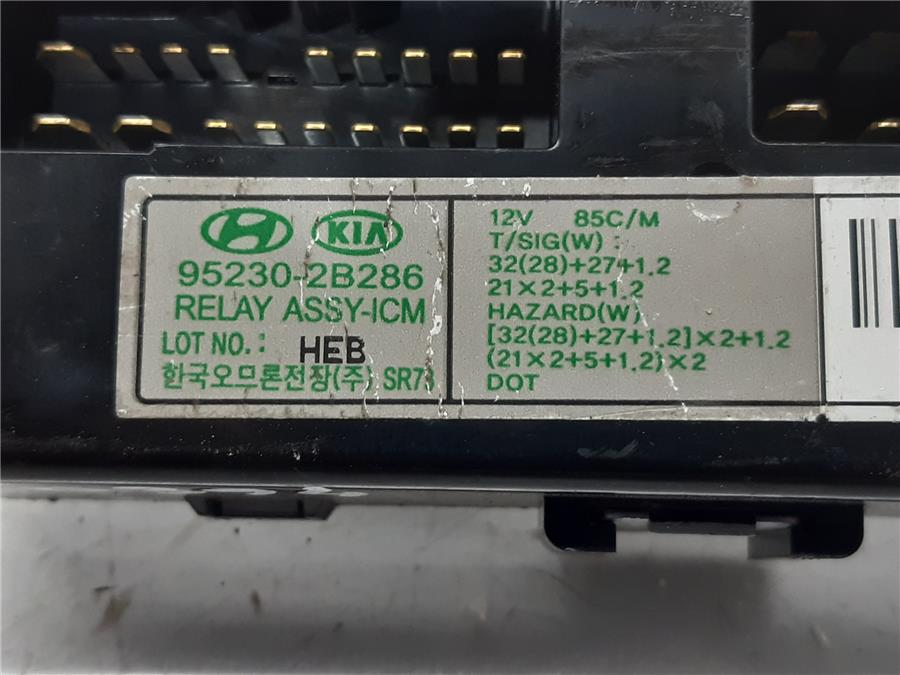 KIA
95230-2B286
RELAY ASSY-ICM
LOT NO.: HEB
한국오므론전장(주) SR73
12V 85C/M
T/SIG(W) :
32(28)+27+1.2
21×2+5+1.2
HAZARD(W)
[32(28)+27+1.2]×2+1.2
(21×2+5+1.2)×2
DOT